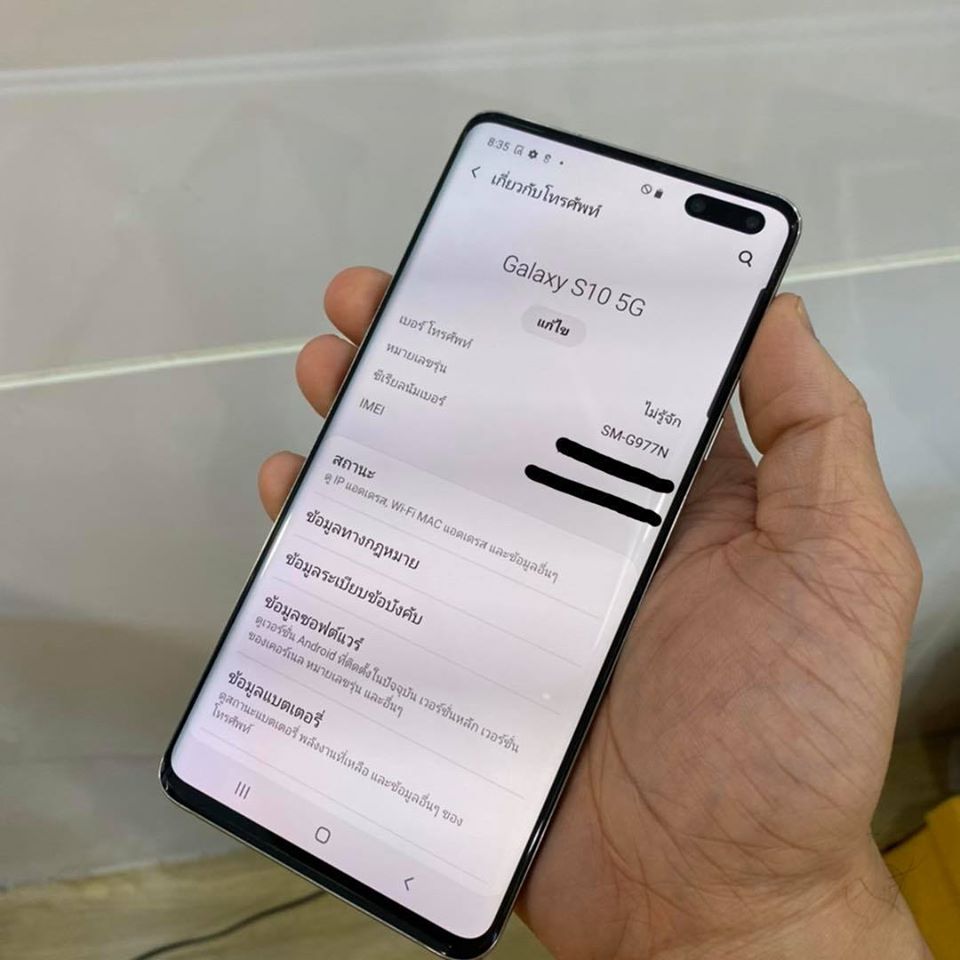 8:35
เกี่ยวกับโทรศัพท์
Galaxy S10 5G
แก้ไข
เบอร์โทรศัพท์ ไม่รู้จัก
หมายเลขรุ่น SM-G977N
ซีเรียลนัมเบอร์
IMEI
สถานะ
ดู IP แอดเดรส, Wi-Fi MAC แอดเดรส และข้อมูลอื่นๆ
ข้อมูลทางกฎหมาย
ข้อมูลระเบียบข้อบังคับ
ข้อมูลซอฟต์แวร์
ดูเวอร์ชั่น Android ที่ติดตั้งในปัจจุบัน เวอร์ชั่นหลัก เวอร์ชั่น
ของเคอร์เนล หมายเลขรุ่น และอื่นๆ
ข้อมูลแบตเตอรี่
ดูสถานะแบตเตอรี่ พลังงานที่เหลือ และข้อมูลอื่นๆ ของ
โทรศัพท์